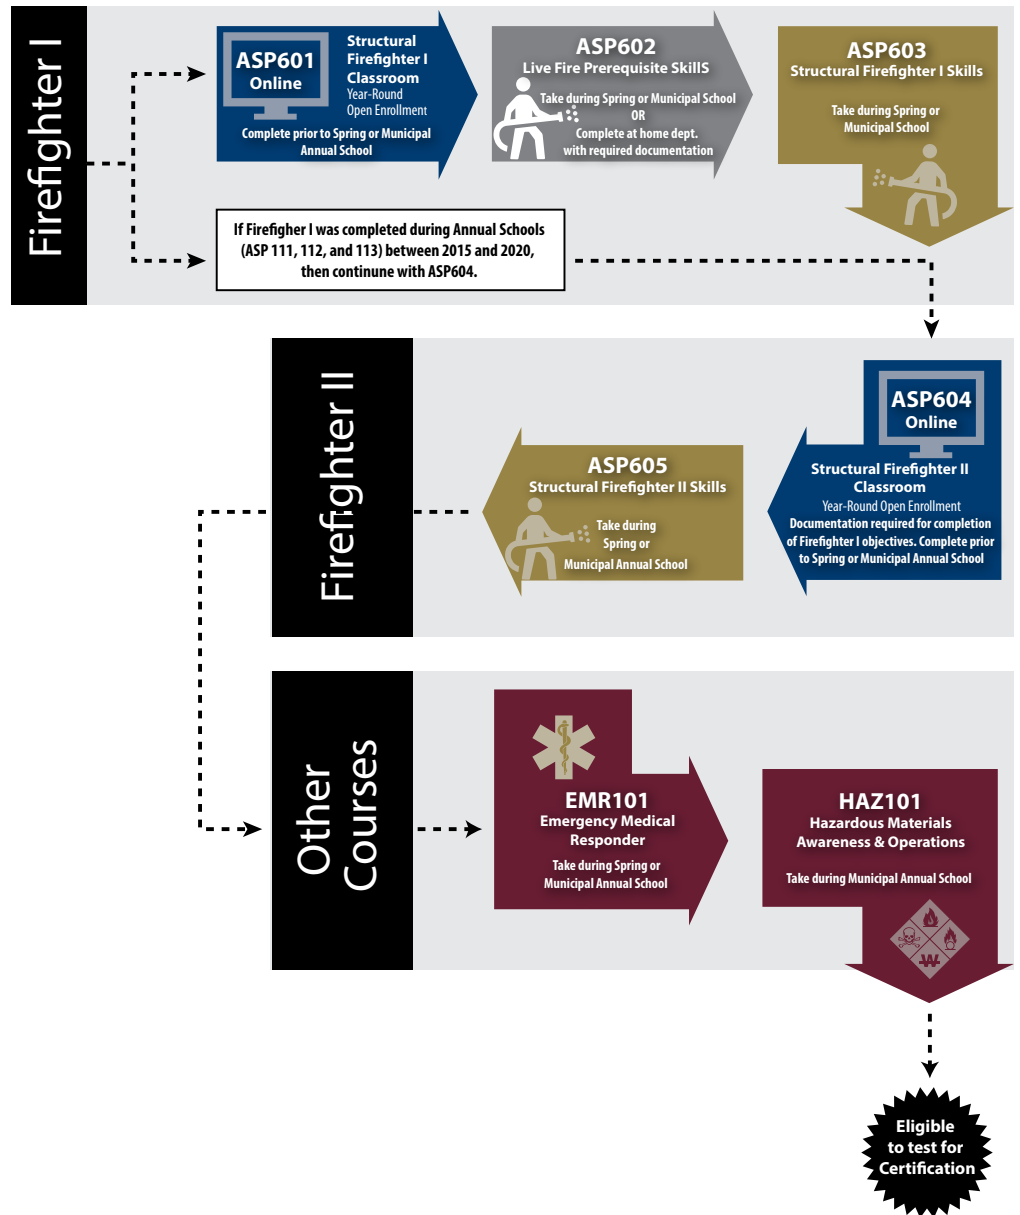 Firefighter I
ASP601
Online
Structural
Firefighter I
Classroom
Year-Round
Open Enrollment
Complete prior to Spring or Municipal
Annual School
ASP602
Live Fire Prerequisite SkillS
Take during Spring or Municipal School
OR
Complete at home dept.
with required documentation
ASP603
Structural Firefighter I Skills
Take during Spring or
Municipal School
If Firefigher I was completed during Annual Schools
(ASP 111, 112, and 113) between 2015 and 2020,
then continune with ASP604.
Firefighter II
ASP604
Online
Structural Firefighter II
Classroom
Year-Round Open Enrollment
Documentation required for completion
of Firefighter I objectives. Complete prior
to Spring or Municipal Annual School
ASP605
Structural Firefighter II Skills
Take during
Spring or
Municipal Annual School
Other
Courses
EMR101
Emergency Medical
Responder
Take during Spring or
Municipal Annual School
HAZ101
Hazardous Materials
Awareness & Operations
Take during Municipal Annual School
W
Eligible
to test for
Certification